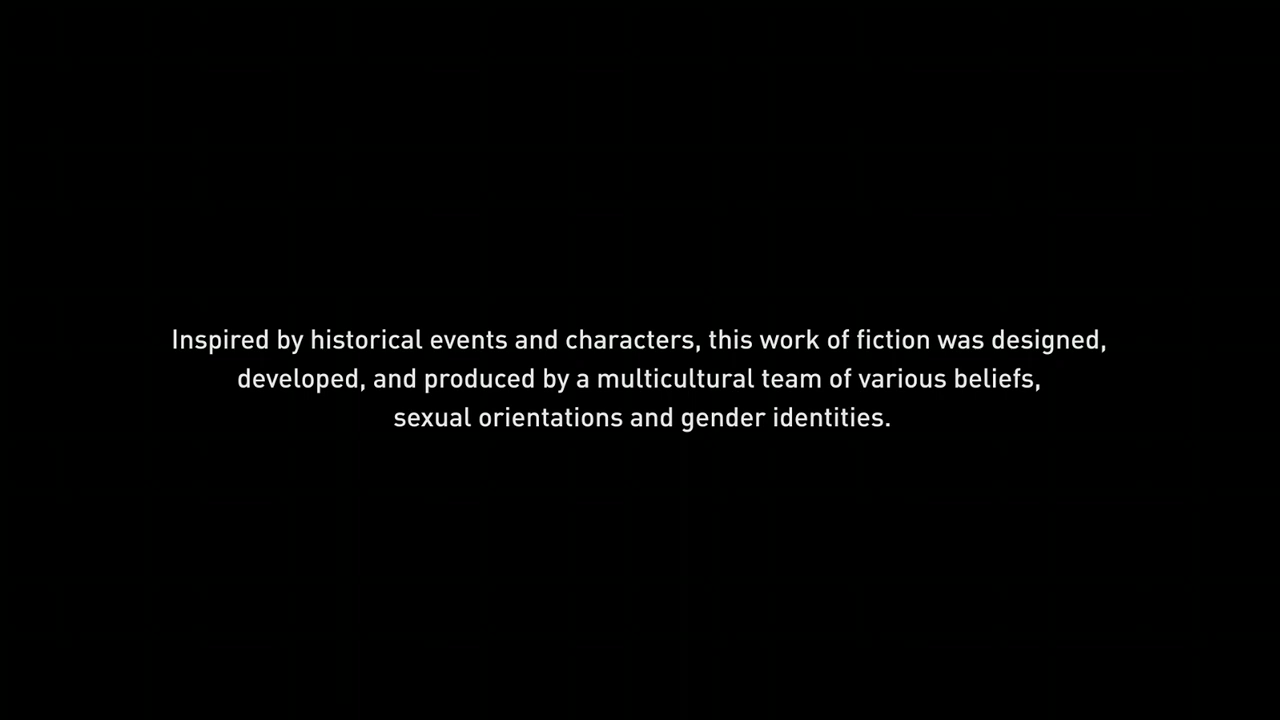 Inspired by historical events and characters, this work of fiction was designed,
developed, and produced by a multicultural team of various beliefs,
sexual orientations and gender identities.